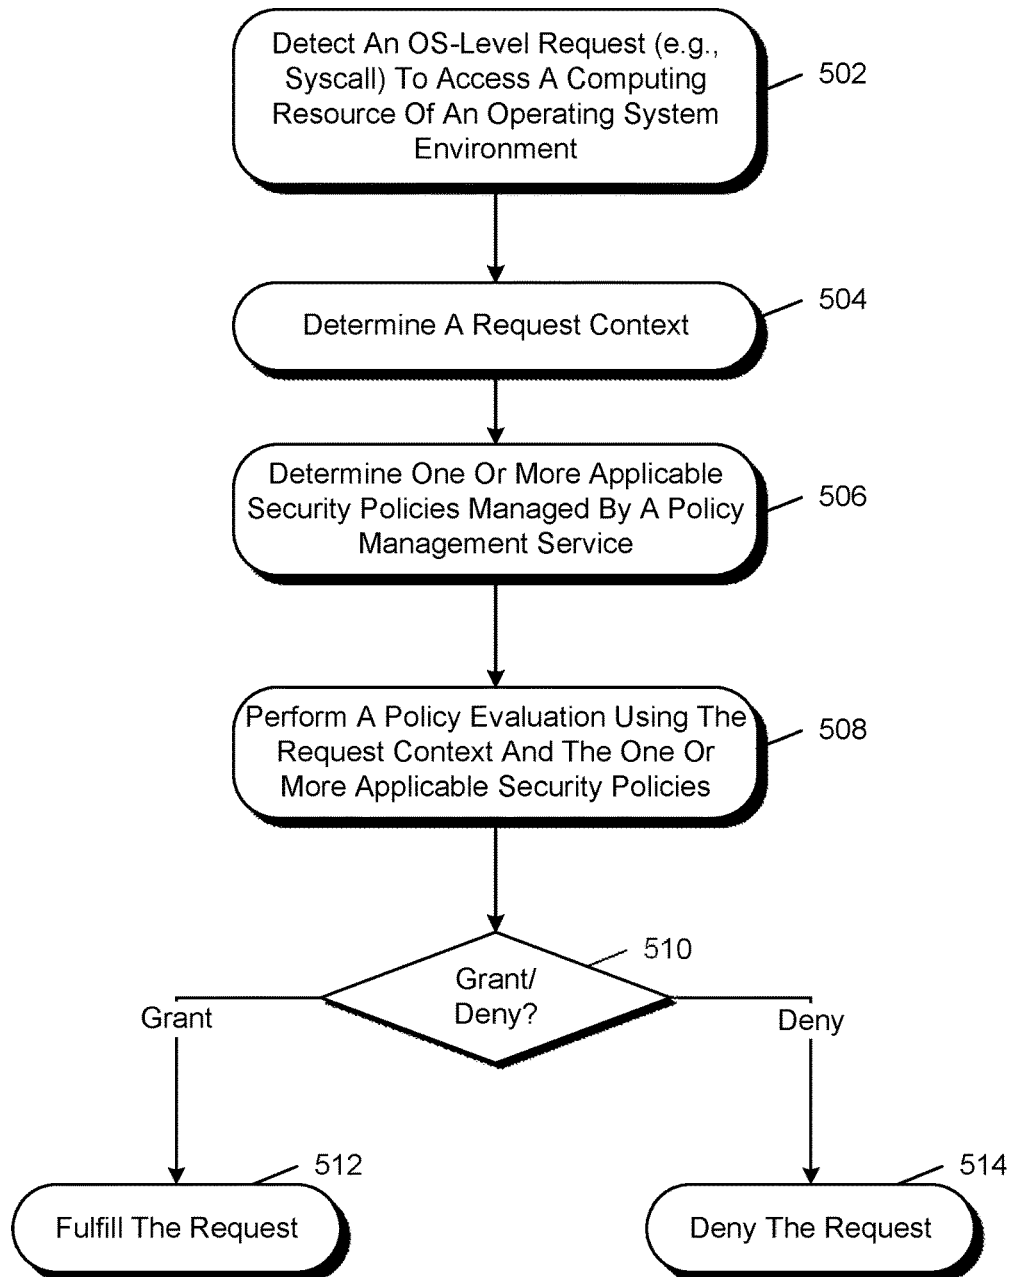 Detect An OS-Level Request (e.g.,
Syscall) To Access A Computing
Resource Of An Operating System
Environment
502
Determine A Request Context
504
Determine One Or More Applicable
Security Policies Managed By A Policy
Management Service
506
Perform A Policy Evaluation Using The
Request Context And The One Or
More Applicable Security Policies
508
Grant/
Deny?
510
Grant
Deny
Fulfill The Request
512
Deny The Request
514